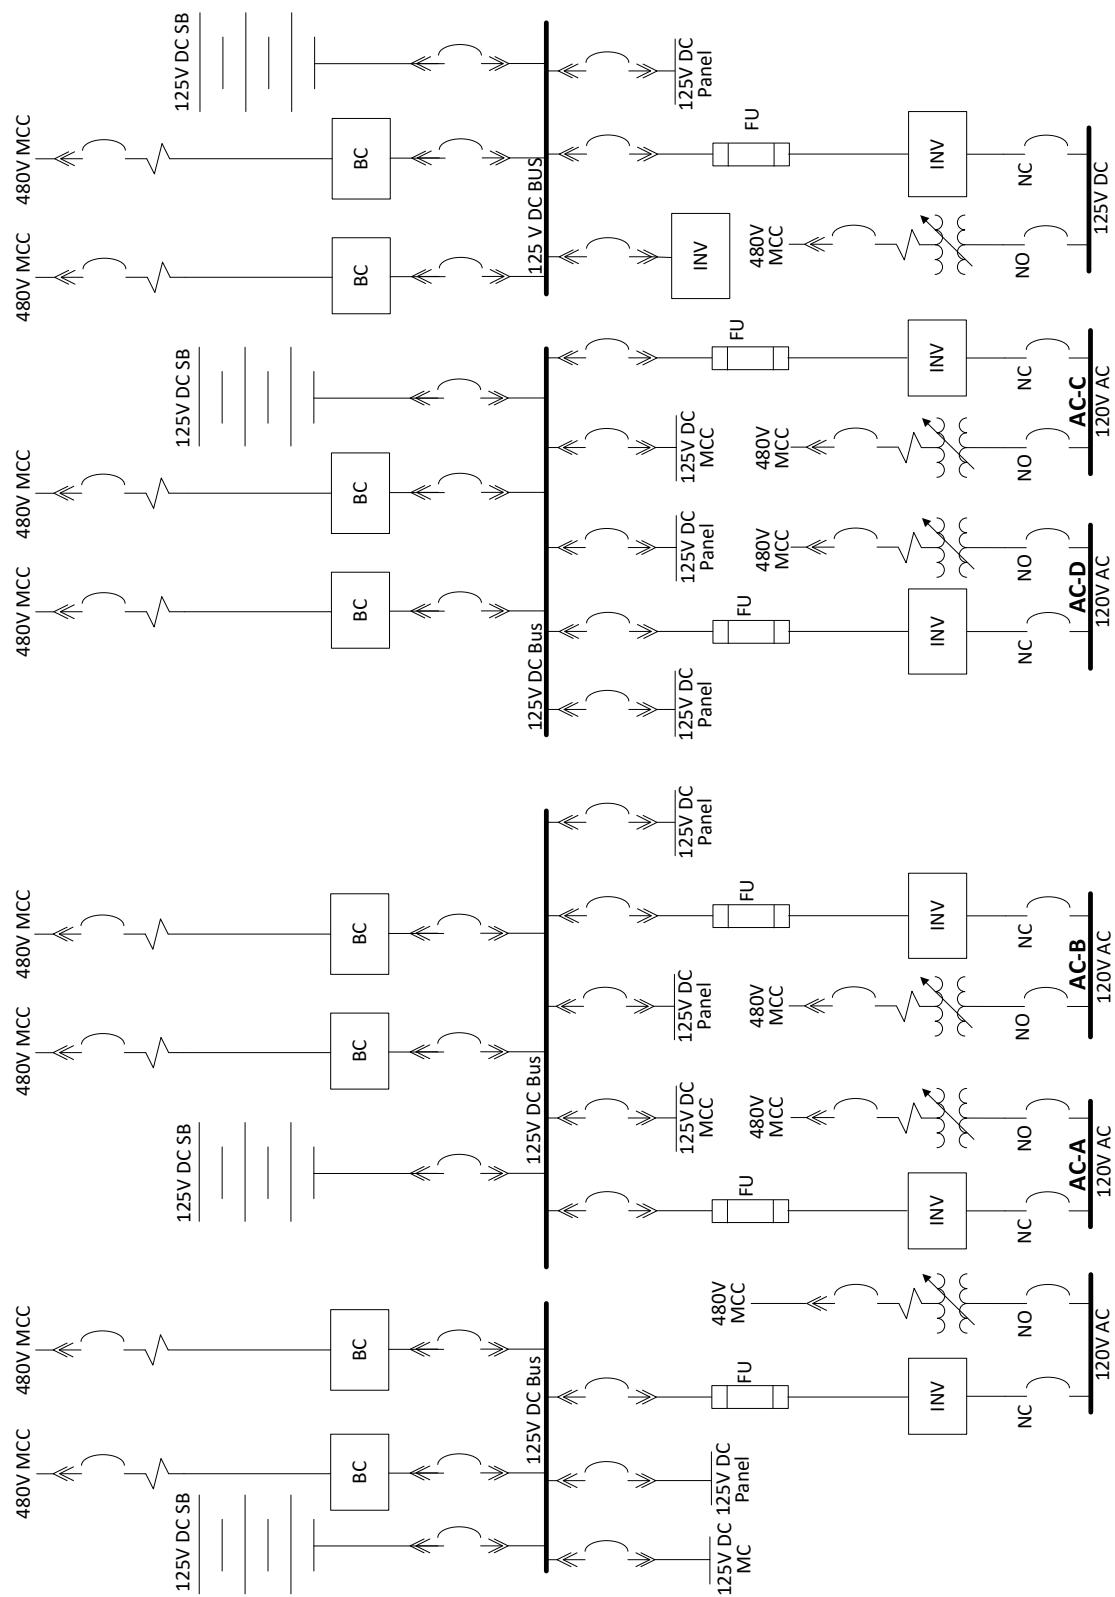 480V MCC
480V MCC
480V MCC
480V MCC
480V MCC
480V MCC
480V MCC
480V MCC
125V DC SB
125V DC SB
125V DC SB
125V DC SB
BC
BC
BC
BC
BC
BC
BC
BC
125V DC Bus
125V DC Bus
125V DC Bus
125 V DC BUS
125V DC
MC
125V DC
Panel
125V DC
MCC
125V DC
Panel
125V DC
Panel
125V DC
Panel
125V DC
Panel
125V DC
MCC
INV
125V DC
Panel
FU
480V
MCC
FU
480V
MCC
480V
MCC
FU
FU
480V
MCC
480V
MCC
FU
480V
MCC
FU
INV
INV
INV
INV
INV
INV
NC
NO
NC
NO
NO
NC
NC
NO
NO
NC
NO
NC
120V AC
AC-A
120V AC
AC-B
120V AC
AC-D
120V AC
AC-C
120V AC
125V DC